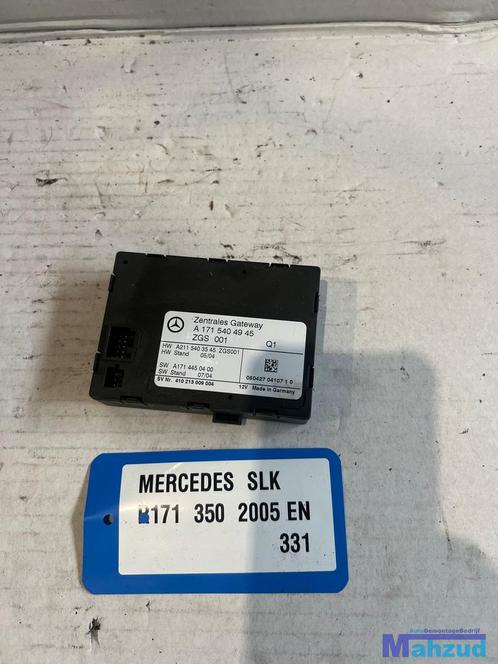 Zentrales Gateway
A 171 540 49 45
ZGS 001 Q1
HW A211 540 35 45 ZGS001
HW Stand 05/04
SW A171 445 04 00
SW Stand 07/04
050427 04107 1 0
SV Nr. 410 215 009 004 12V Made in Germany
MERCEDES SLK
R171 350 2005 EN
331
AutoDemontageBedrijf
Mahzud